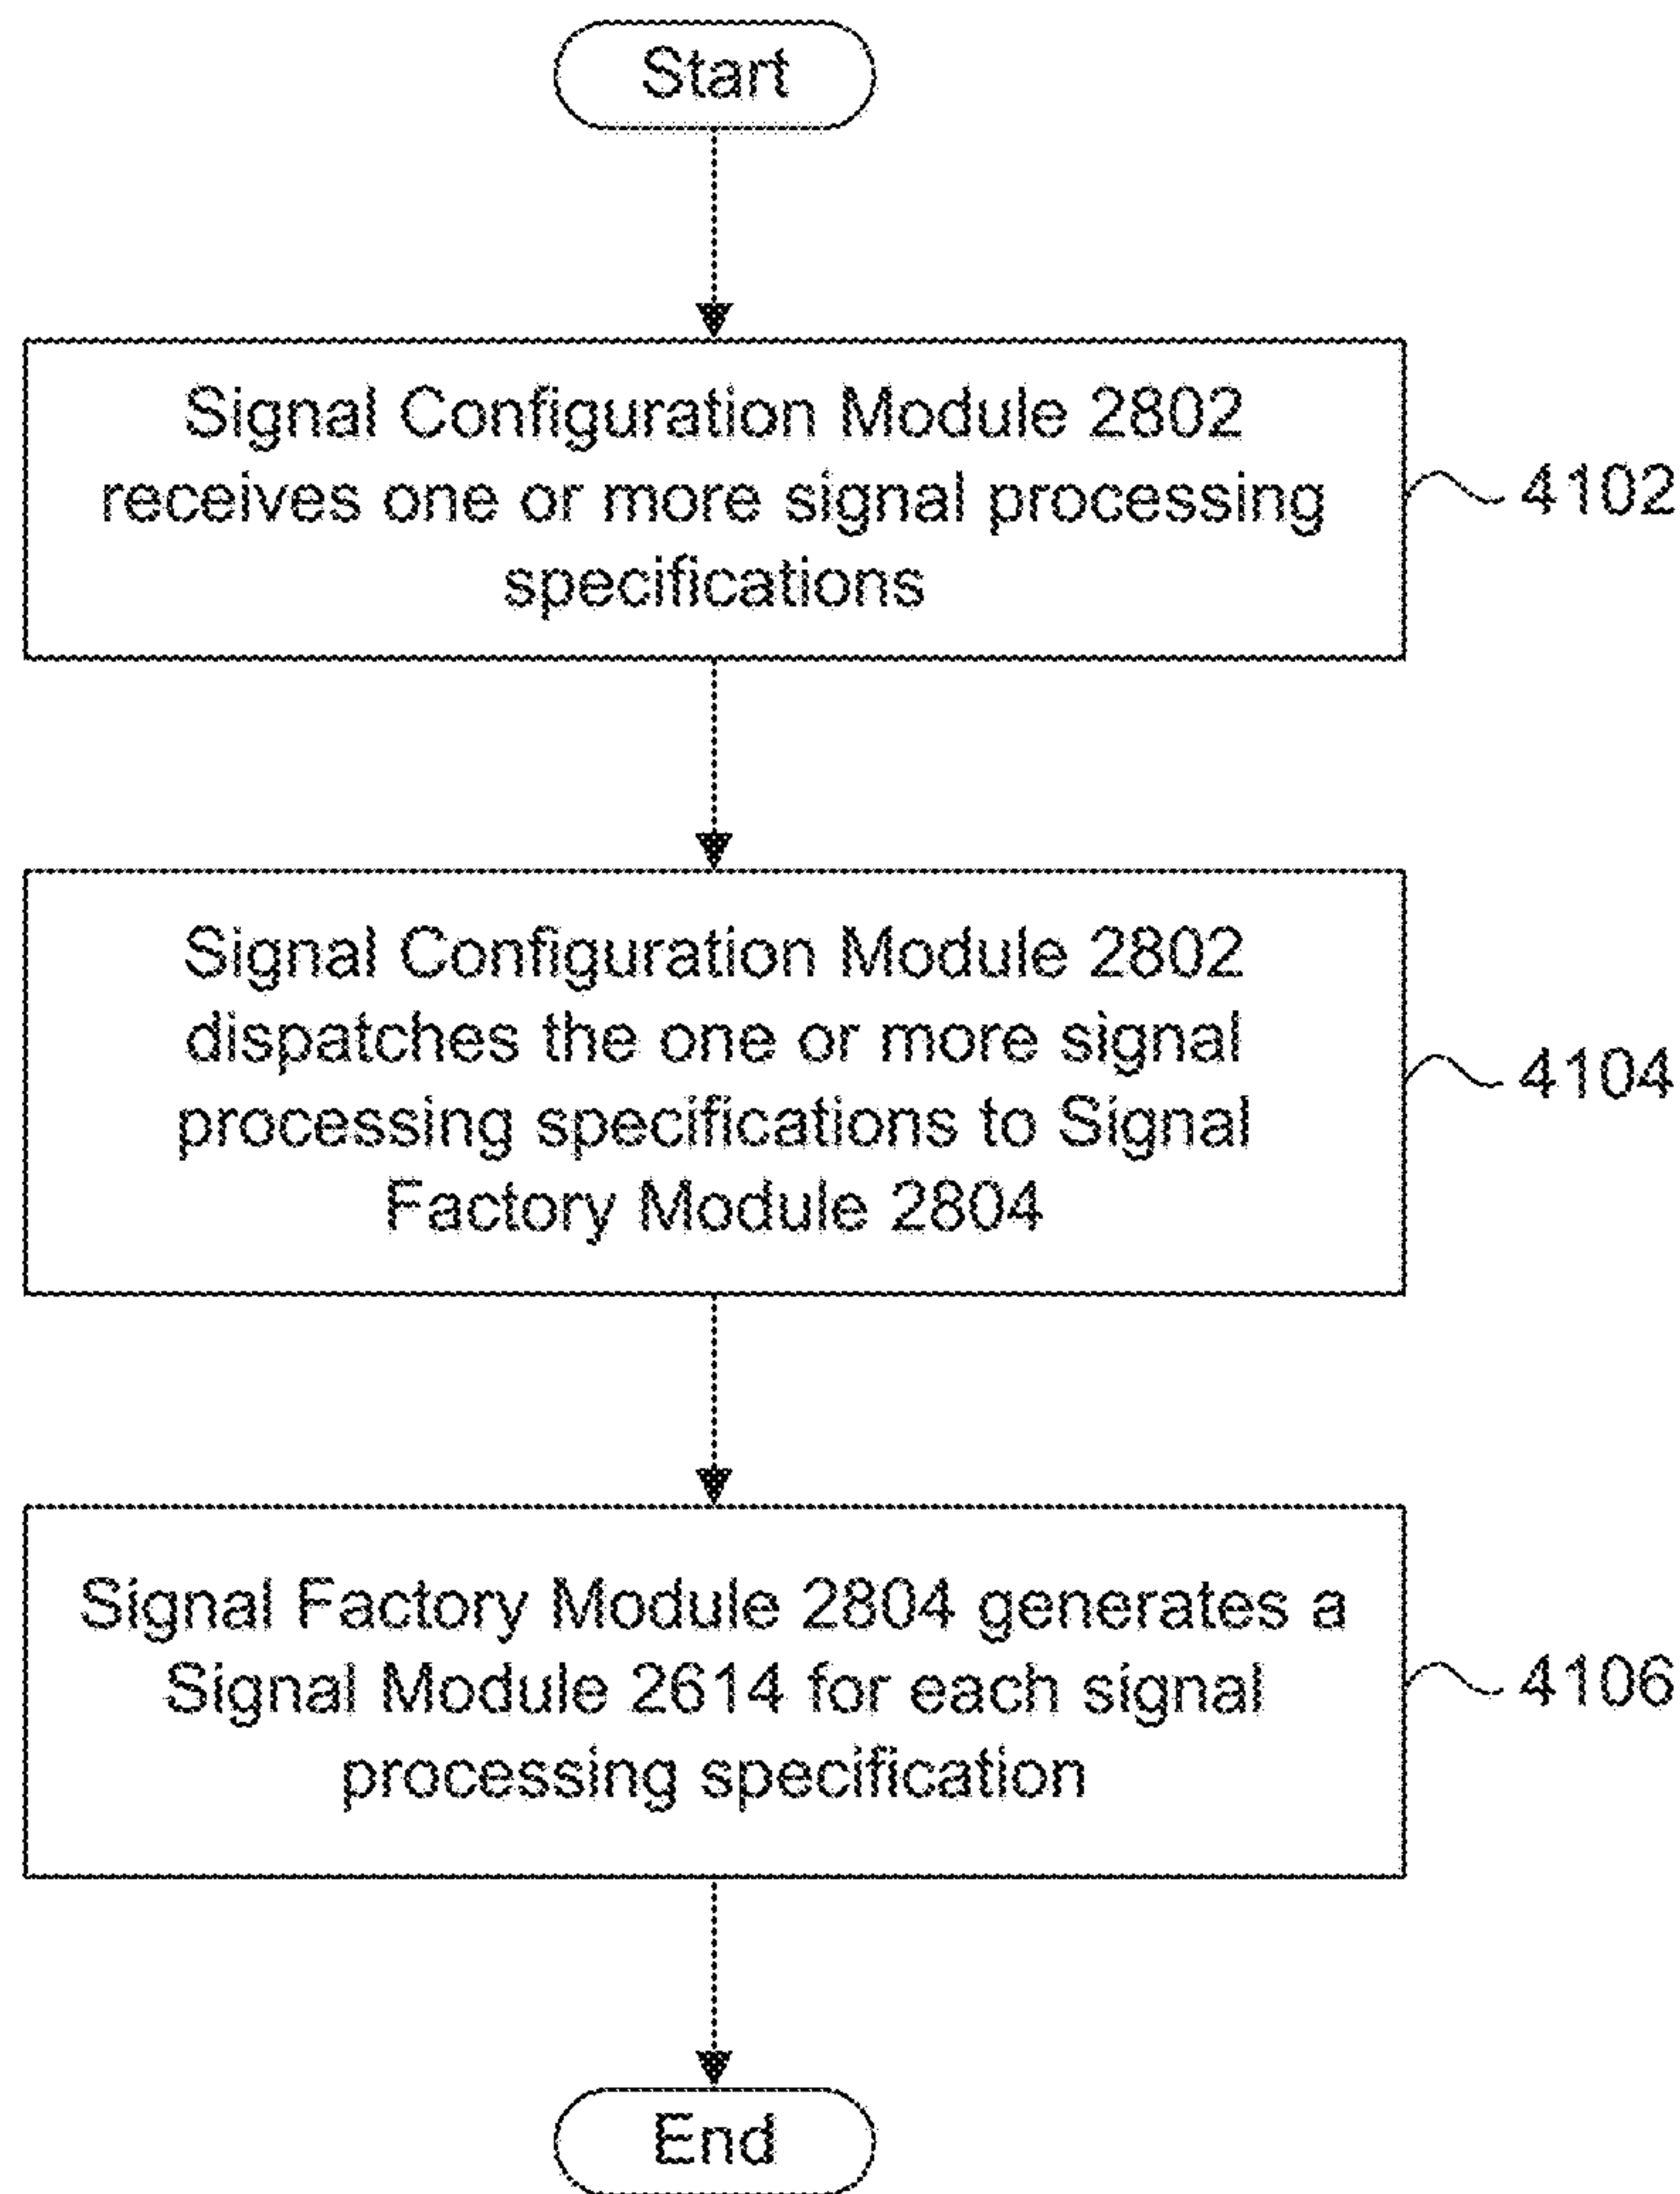 Start
Signal Configuration Module 2802
receives one or more signal processing
specifications
4102
Signal Configuration Module 2802
dispatches the one or more signal
processing specifications to Signal
Factory Module 2804
4104
Signal Factory Module 2804 generates a
Signal Module 2614 for each signal
processing specification
4106
End